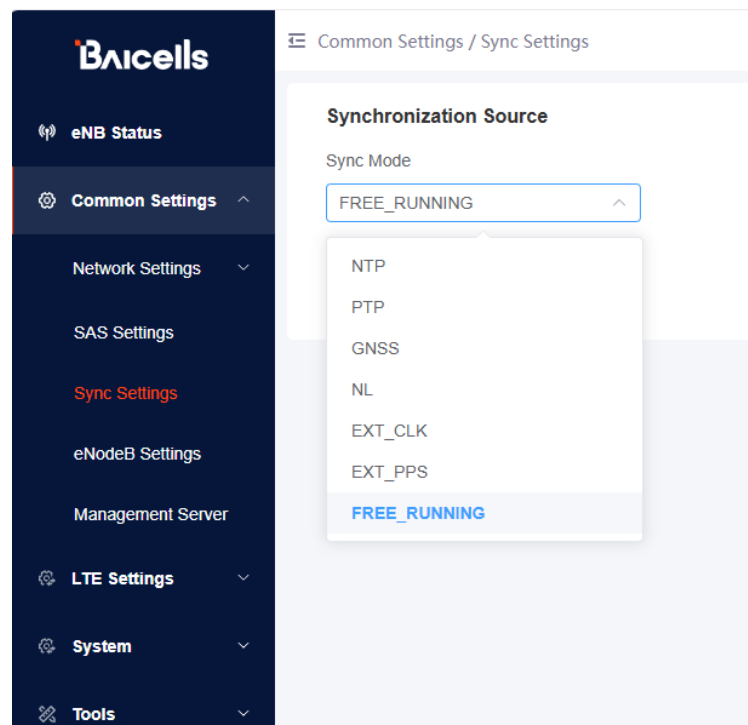 Baicells
eNB Status
Common Settings
Network Settings
SAS Settings
Sync Settings
eNodeB Settings
Management Server
LTE Settings
System
Tools
Common Settings / Sync Settings
Synchronization Source
Sync Mode
FREE_RUNNING
NTP
PTP
GNSS
NL
EXT_CLK
EXT_PPS
FREE_RUNNING